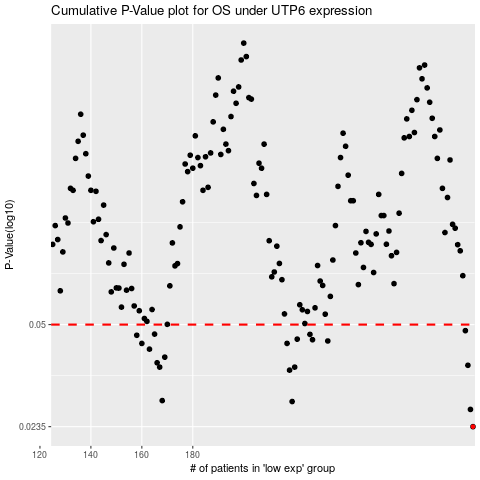 Cumulative P-Value plot for OS under UTP6 expression
P-Value(log10)
0.05
0.0235
120 140 160 180
# of patients in 'low exp' group